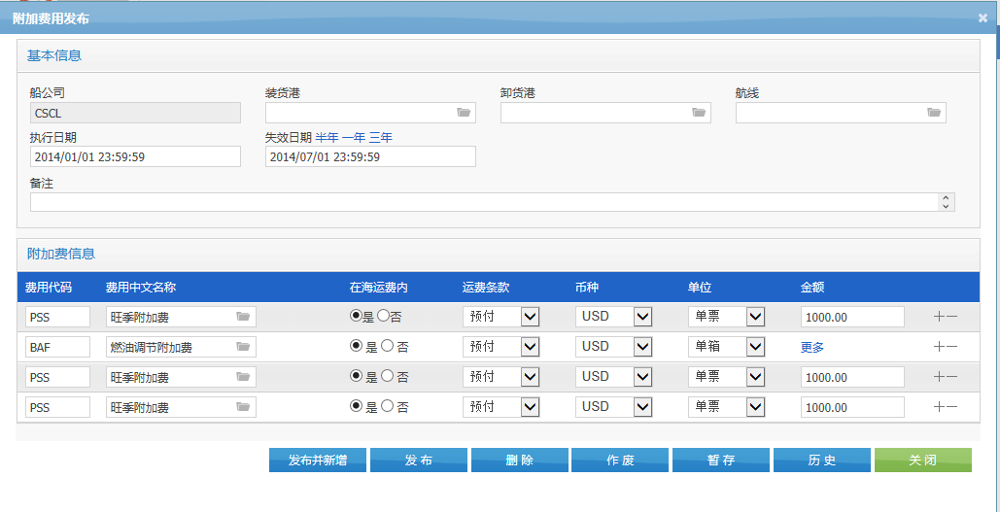 附加费用发布
基本信息
船公司 装货港 卸货港 航线
CSCL
执行日期 失效日期 半年 一年 三年
2014/01/01 23:59:59 2014/07/01 23:59:59
备注
附加费信息
费用代码 费用中文名称 在海运费内 运费条款 币种 单位 金额
PSS 旺季附加费 是 否 预付 USD 单票 1000.00
BAF 燃油调节附加费 是 否 预付 USD 单箱 更多
PSS 旺季附加费 是 否 预付 USD 单票 1000.00
PSS 旺季附加费 是 否 预付 USD 单票 1000.00
发布并新增 发 布 删 除 作 废 暂 存 历 史 关 闭